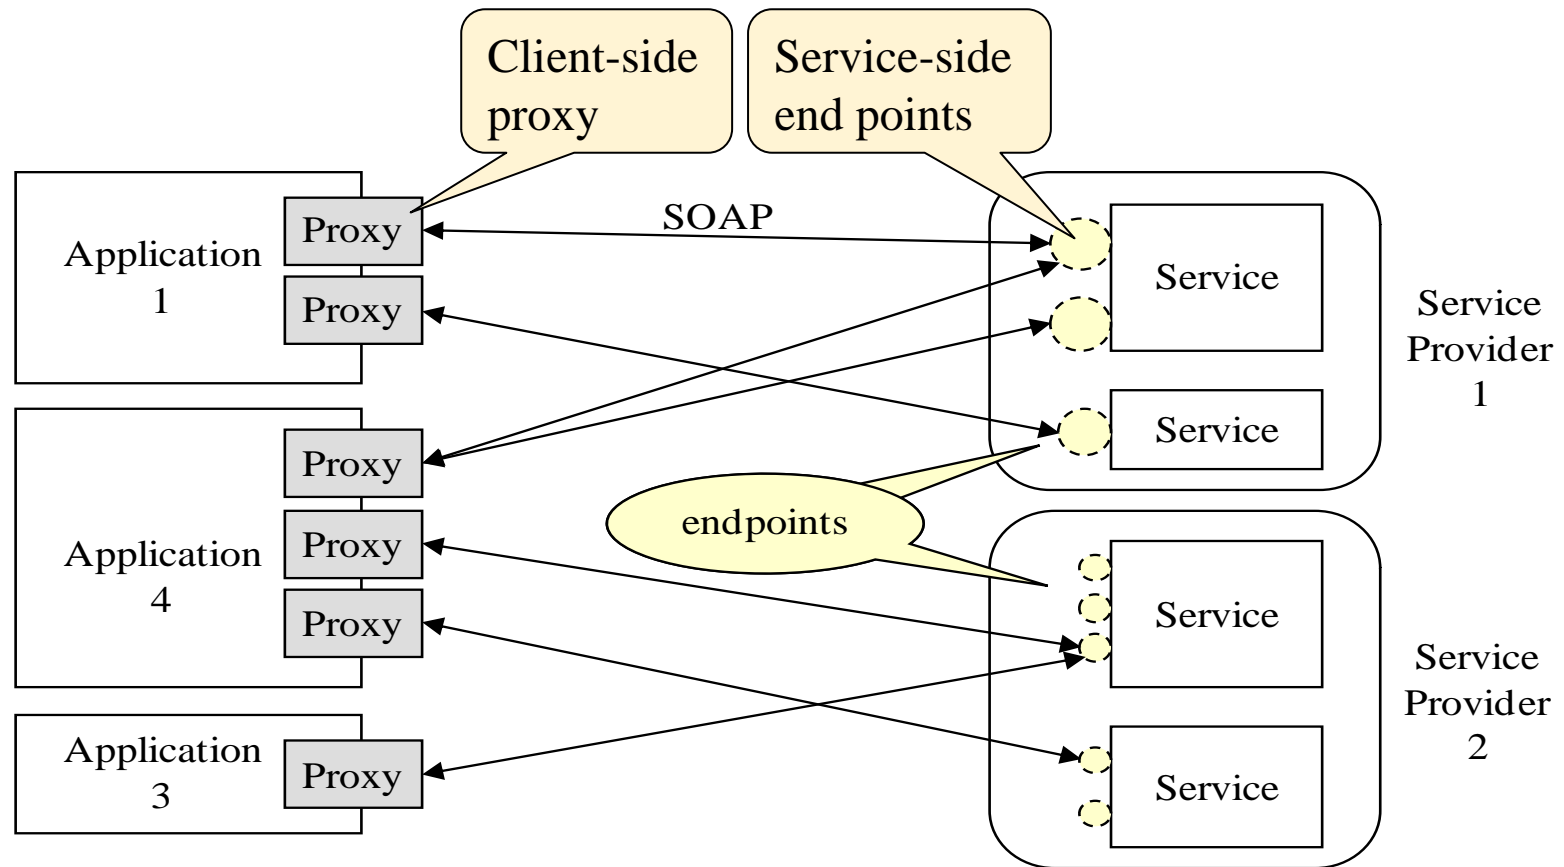 Client-side
proxy
Service-side
end points
SOAP
Application
1
Proxy
Proxy
Service
Service
Service
Provider
1
Application
4
Proxy
Proxy
Proxy
endpoints
Service
Service
Service
Provider
2
Application
3
Proxy